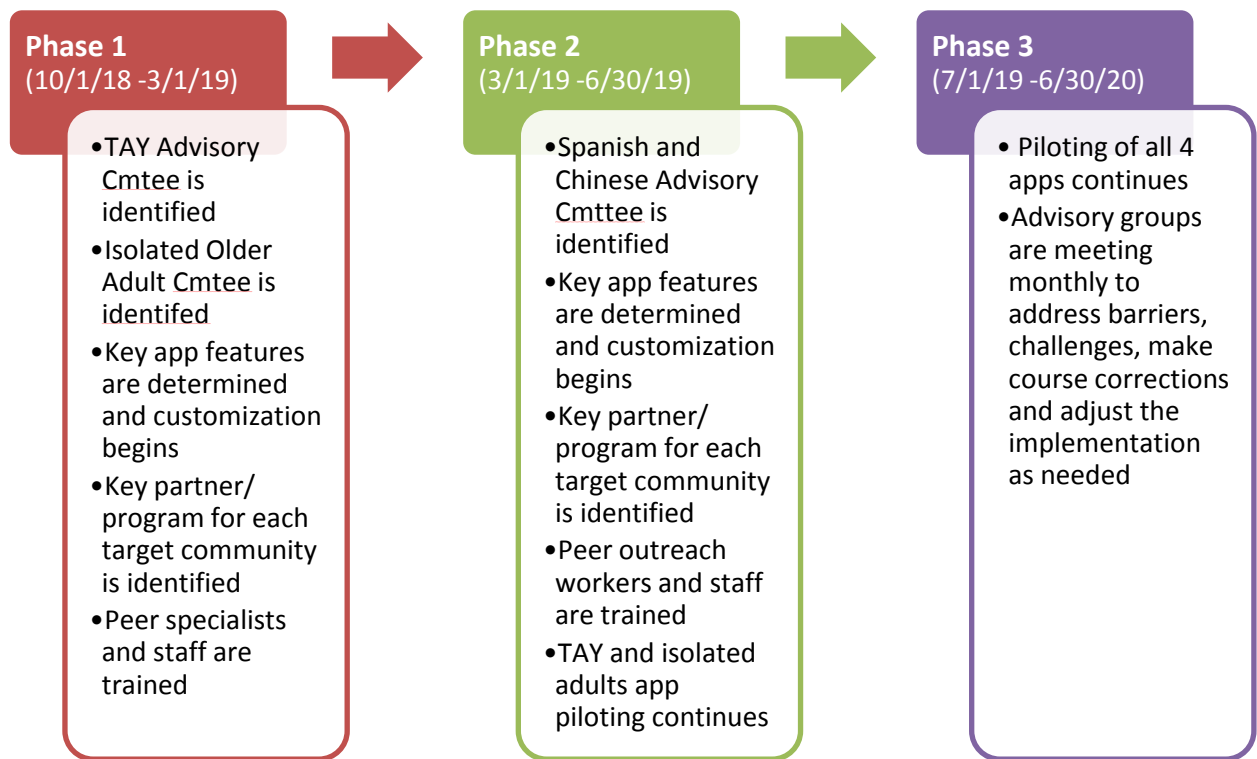 Phase 1
(10/1/18 -3/1/19)
•TAY Advisory
Cmtee is
identified
•Isolated Older
Adult Cmtee is
identifed
•Key app features
are determined
and customization
begins
•Key partner/
program for each
target community
is identified
•Peer specialists
and staff are
trained
Phase 2
(3/1/19 -6/30/19)
•Spanish and
Chinese Advisory
Cmttee is
identified
•Key app features
are determined
and customization
begins
•Key partner/
program for each
target community
is identified
•Peer outreach
workers and staff
are trained
•TAY and isolated
adults app
piloting continues
Phase 3
(7/1/19 -6/30/20)
• Piloting of all 4
apps continues
•Advisory groups
are meeting
monthly to
address barriers,
challenges, make
course corrections
and adjust the
implementation
as needed